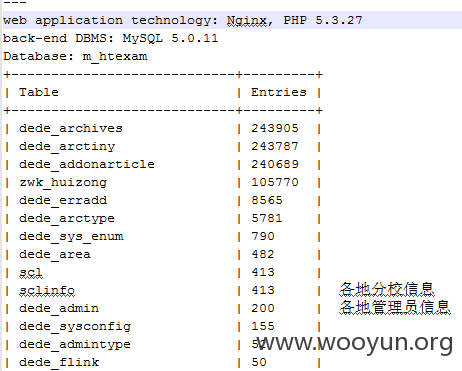 ---
web application technology: Nginx, PHP 5.3.27
back-end DBMS: MySQL 5.0.11
Database: m_htexam
+---------------------------+---------+
| Table | Entries |
+---------------------------+---------+
| dede_archives | 243905 |
| dede_arctiny | 243787 |
| dede_addonarticle | 240689 |
| zwk_huizong | 105770 |
| dede_erradd | 8565 |
| dede_arctype | 5781 |
| dede_sys_enum | 790 |
| dede_area | 482 |
| scl | 413 |
| sclinfo | 413 | 各地分校信息
| dede_admin | 200 | 各地管理员信息
| dede_sysconfig | 155 |
| dede_admintype |
| dede_flink | 50 |
www.wooyun.org